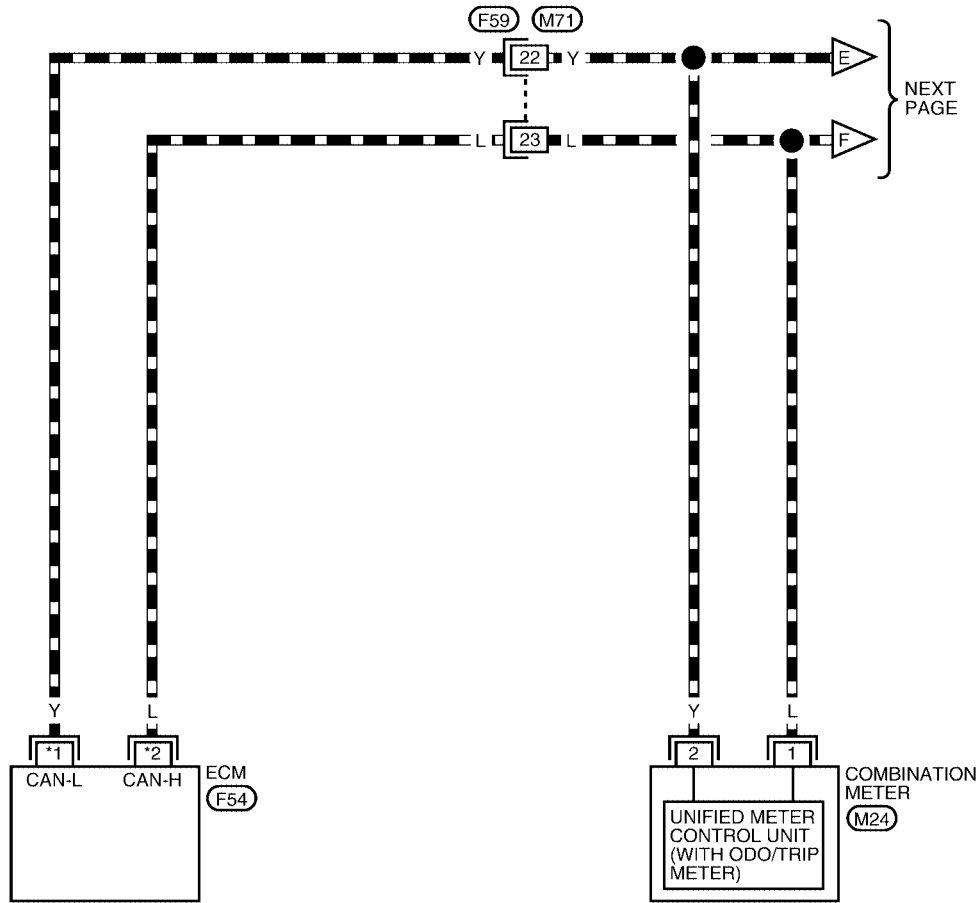 F59 M71
Y 22 Y E
NEXT
PAGE
L 23 L F
Y L Y L
*1 *2 2 1
CAN-L CAN-H
ECM
F54
COMBINATION
METER
M24
UNIFIED METER
CONTROL UNIT
(WITH ODO/TRIP
METER)